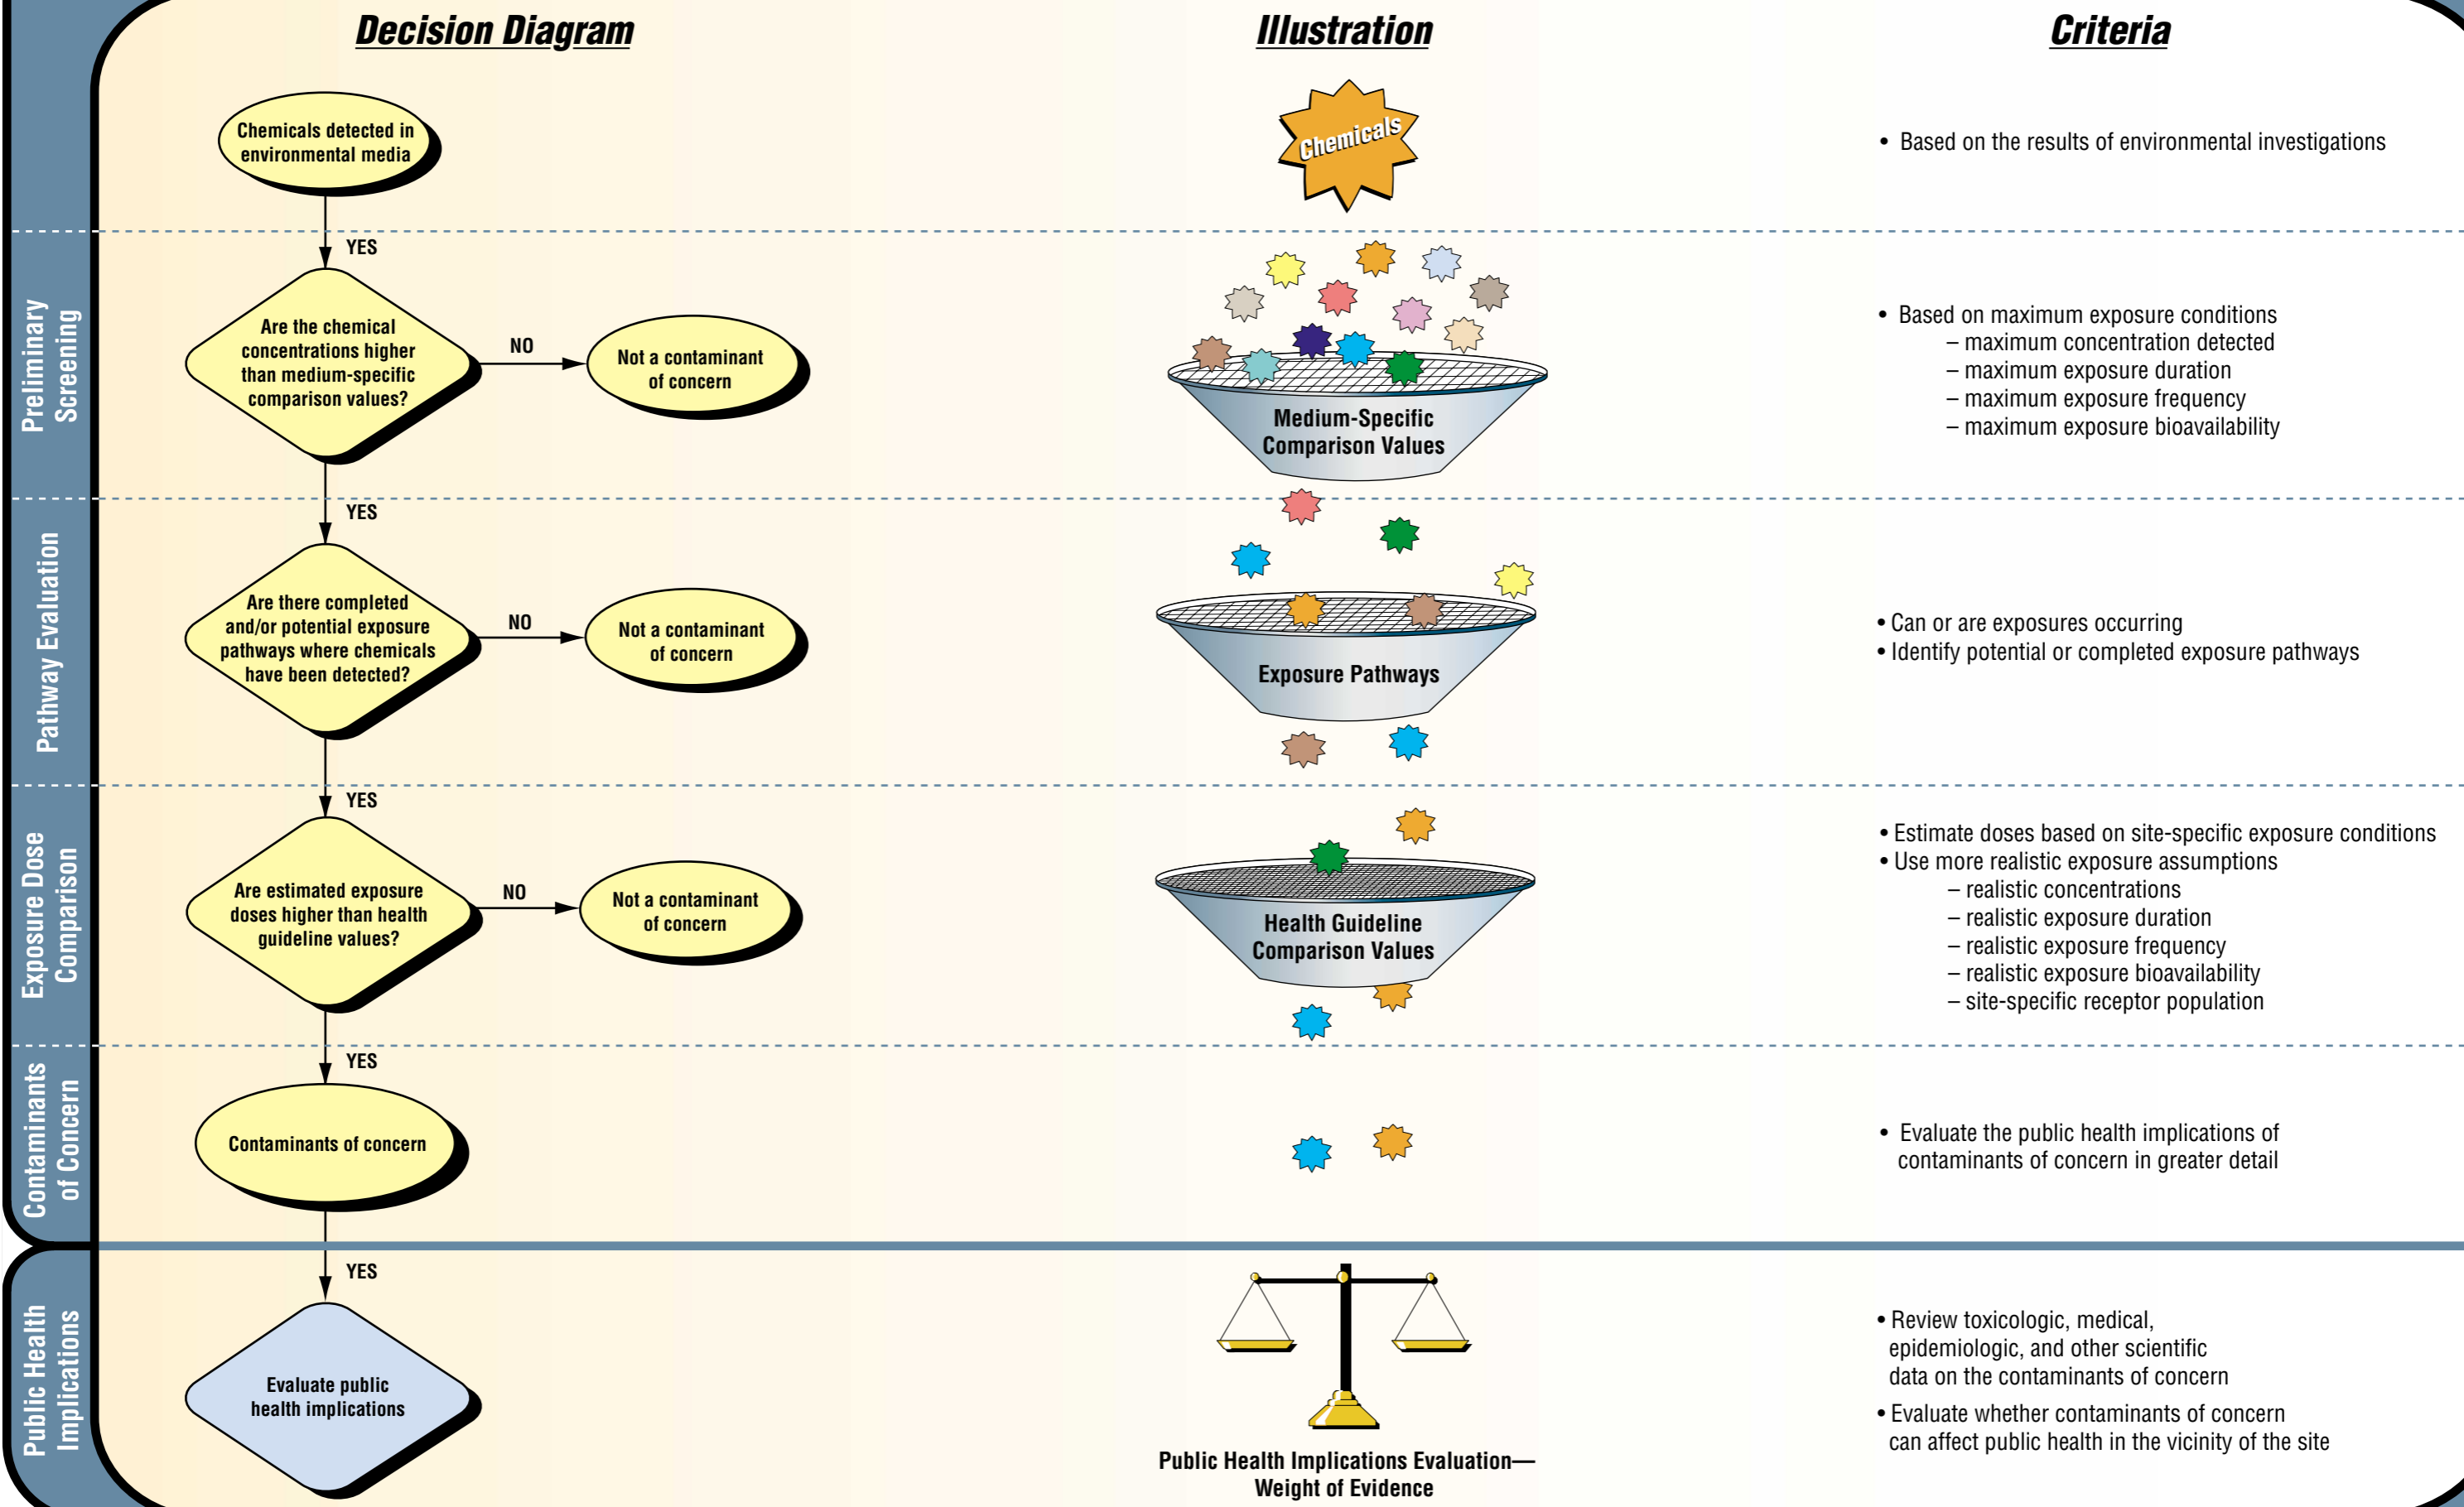 Decision Diagram
Illustration
Criteria
Chemicals detected in
environmental media
Chemicals
• Based on the results of environmental investigations
YES
Preliminary
Screening
Are the chemical
concentrations higher
than medium-specific
comparison values?
NO
Not a contaminant
of concern
Medium-Specific
Comparison Values
• Based on maximum exposure conditions
– maximum concentration detected
– maximum exposure duration
– maximum exposure frequency
– maximum exposure bioavailability
YES
Pathway Evaluation
Are there completed
and/or potential exposure
pathways where chemicals
have been detected?
NO
Not a contaminant
of concern
Exposure Pathways
• Can or are exposures occurring
• Identify potential or completed exposure pathways
YES
Exposure Dose
Comparison
Are estimated exposure
doses higher than health
guideline values?
NO
Not a contaminant
of concern
Health Guideline
Comparison Values
• Estimate doses based on site-specific exposure conditions
• Use more realistic exposure assumptions
– realistic concentrations
– realistic exposure duration
– realistic exposure frequency
– realistic exposure bioavailability
– site-specific receptor population
YES
Contaminants
of Concern
Contaminants of concern
• Evaluate the public health implications of
contaminants of concern in greater detail
YES
Public Health
Implications
Evaluate public
health implications
Public Health Implications Evaluation—
Weight of Evidence
• Review toxicologic, medical,
epidemiologic, and other scientific
data on the contaminants of concern
• Evaluate whether contaminants of concern
can affect public health in the vicinity of the site